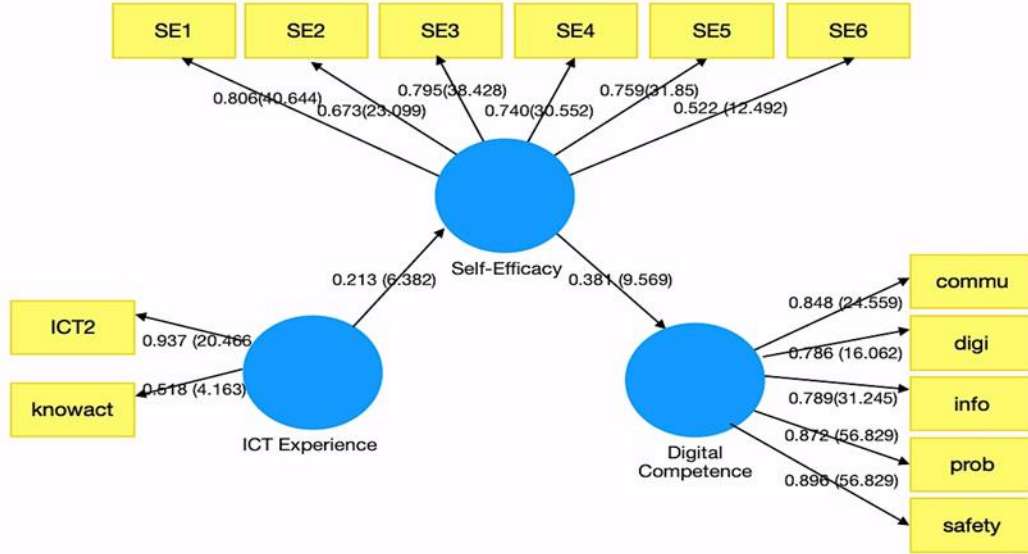 SE1
SE2
SE3
SE4
SE5
SE6
0.806(40.644)
0.673(23.099)
0.795(38.428)
0.740(30.552)
0.759(31.85)
0.522 (12.492)
Self-Efficacy
0.213 (6.382)
0.381 (9.569)
ICT2
0.937 (20.466
knowact
0.518 (4.163)
ICT Experience
Digital
Competence
commu
0.848 (24.559)
digi
0.786 (16.062)
info
0.789(31.245)
prob
0.872 (56.829)
safety
0.896 (56.829)